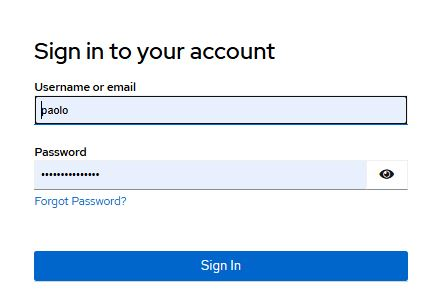 Sign in to your account
Username or email
paolo
Password
•••••••••••••••
Forgot Password?
Sign In